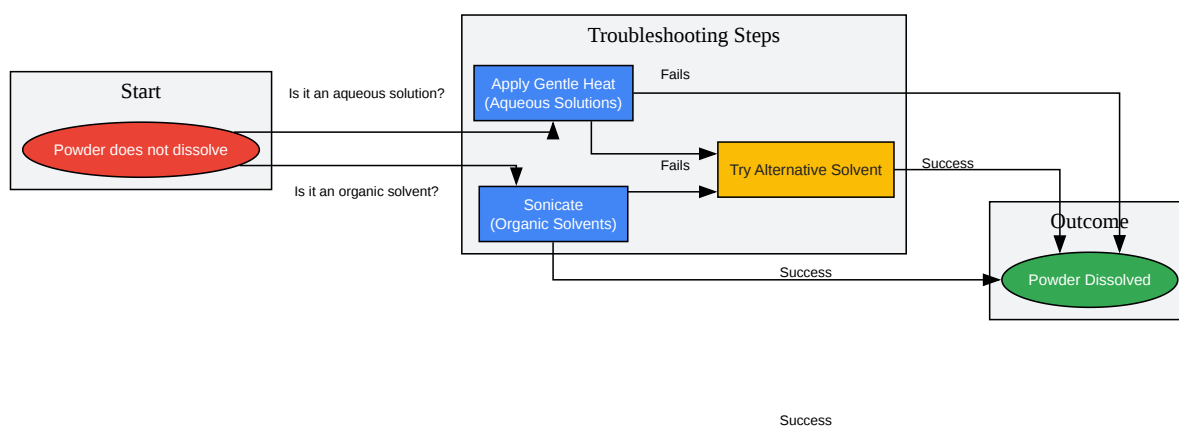 Troubleshooting Steps
Start
Apply Gentle Heat
(Aqueous Solutions)
Fails
Is it an aqueous solution?
Powder does not dissolve
Fails
Try Alternative Solvent
Success
Is it an organic solvent?
Sonicate
(Organic Solvents)
Outcome
Success
Powder Dissolved
Success